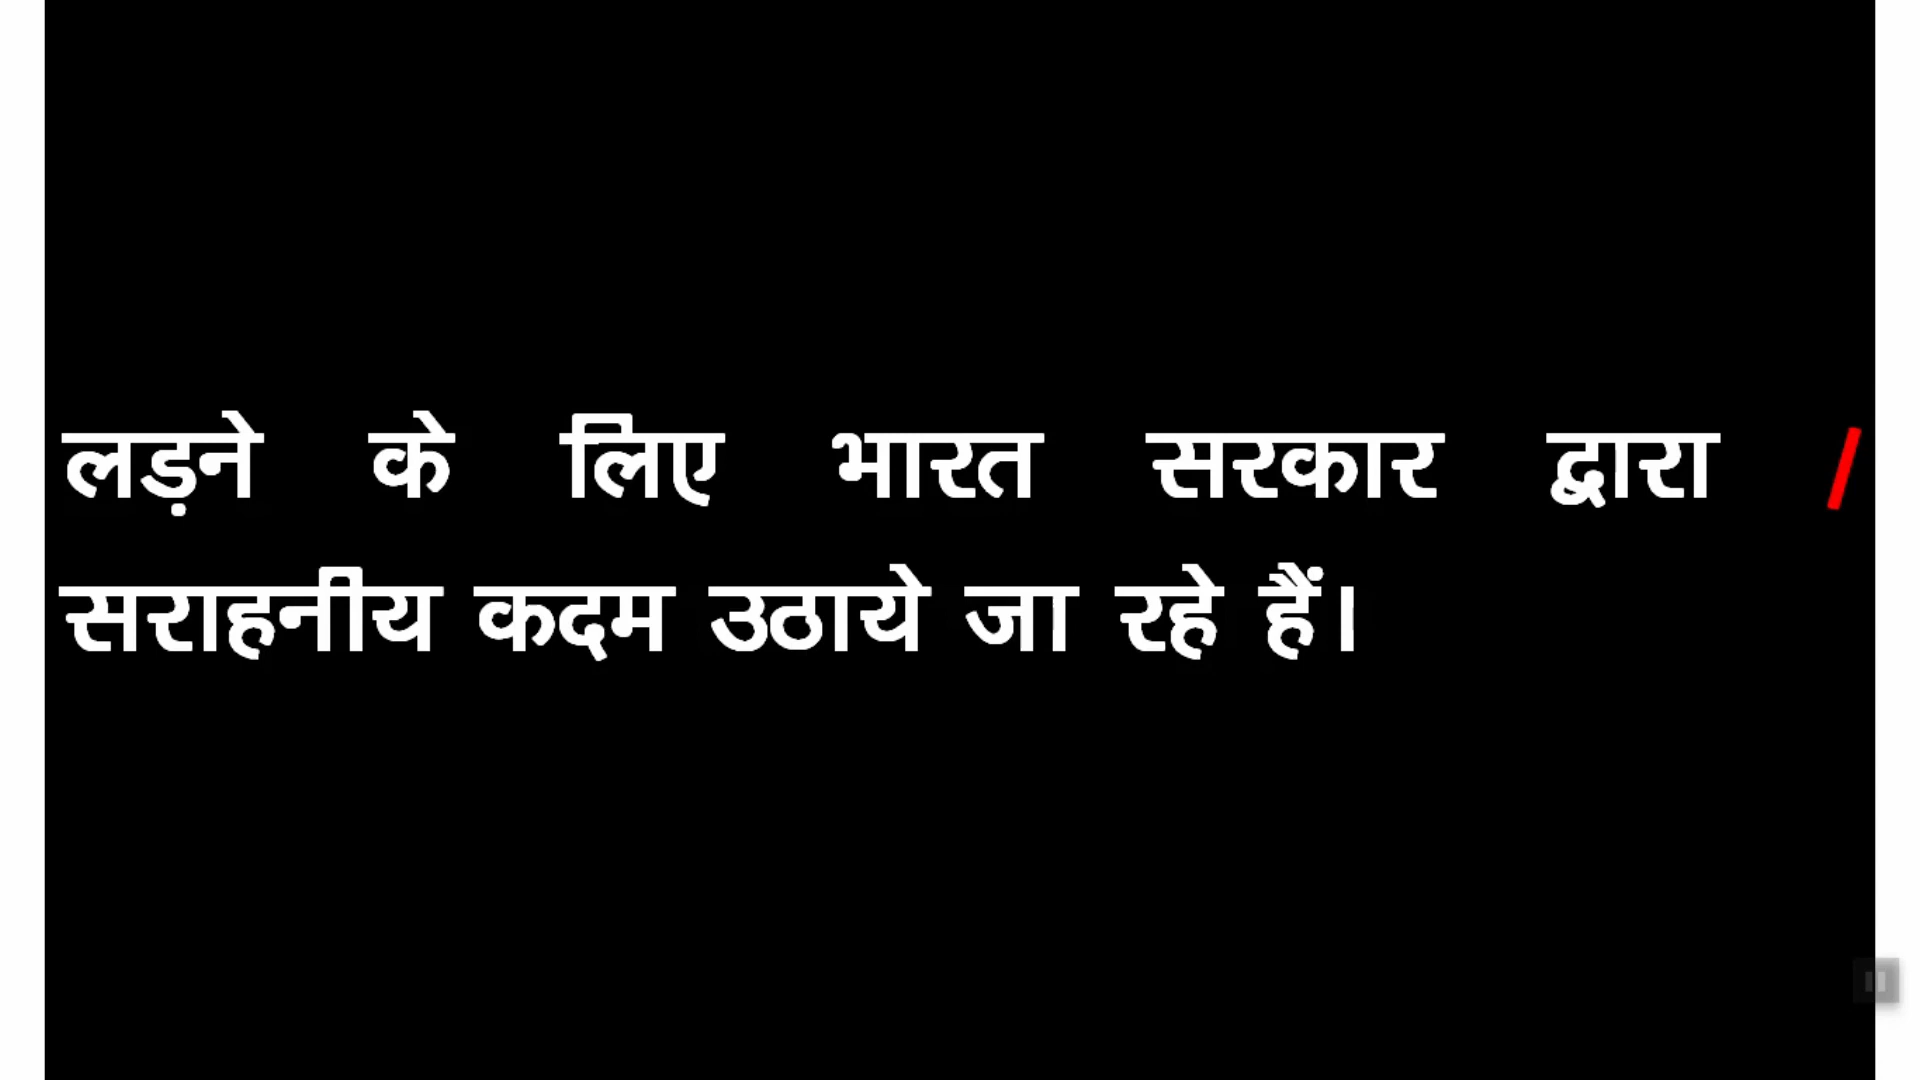 लड़ने के लिए भारत सरकार द्वारा /
सराहनीय कदम उठाये जा रहे हैं।